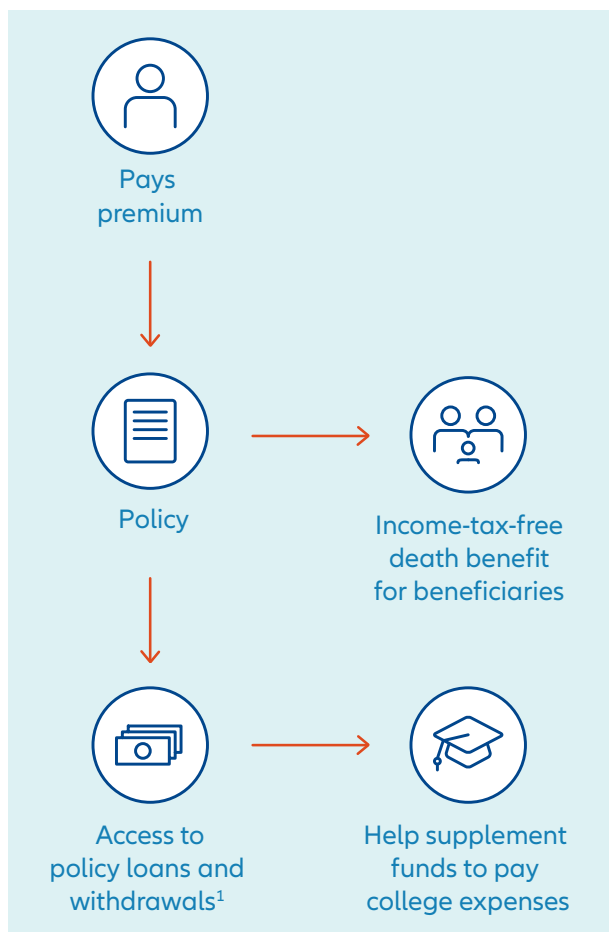 Pays
premium
Policy
Income-tax-free
death benefit
for beneficiaries
Access to
policy loans and
withdrawals¹
Help supplement
funds to pay
college expenses